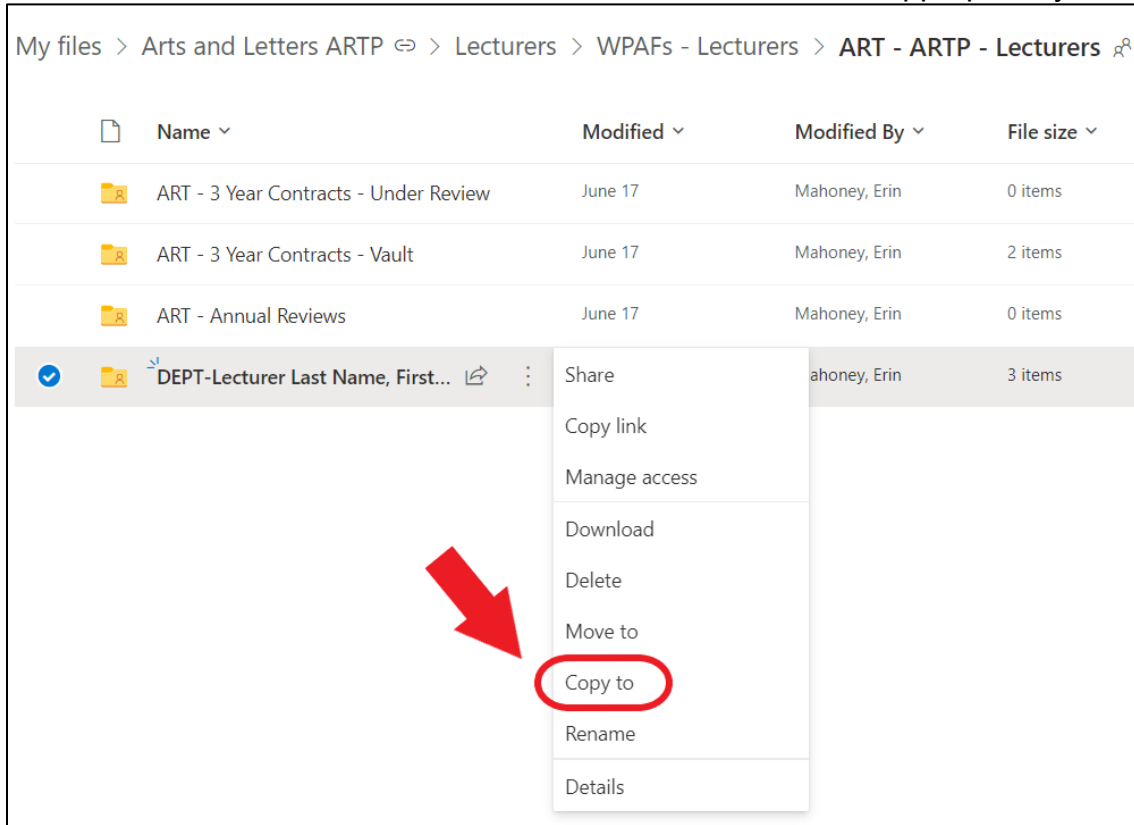 My files > Arts and Letters ARTP > Lecturers > WPAFs - Lecturers > ART - ARTP - Lecturers
Name Modified Modified By File size
ART - 3 Year Contracts - Under Review June 17 Mahoney, Erin 0 items
ART - 3 Year Contracts - Vault June 17 Mahoney, Erin 2 items
ART - Annual Reviews June 17 Mahoney, Erin 0 items
DEPT-Lecturer Last Name, First... Share ahoney, Erin 3 items
Copy link
Manage access
Download
Delete
Move to
Copy to
Rename
Details